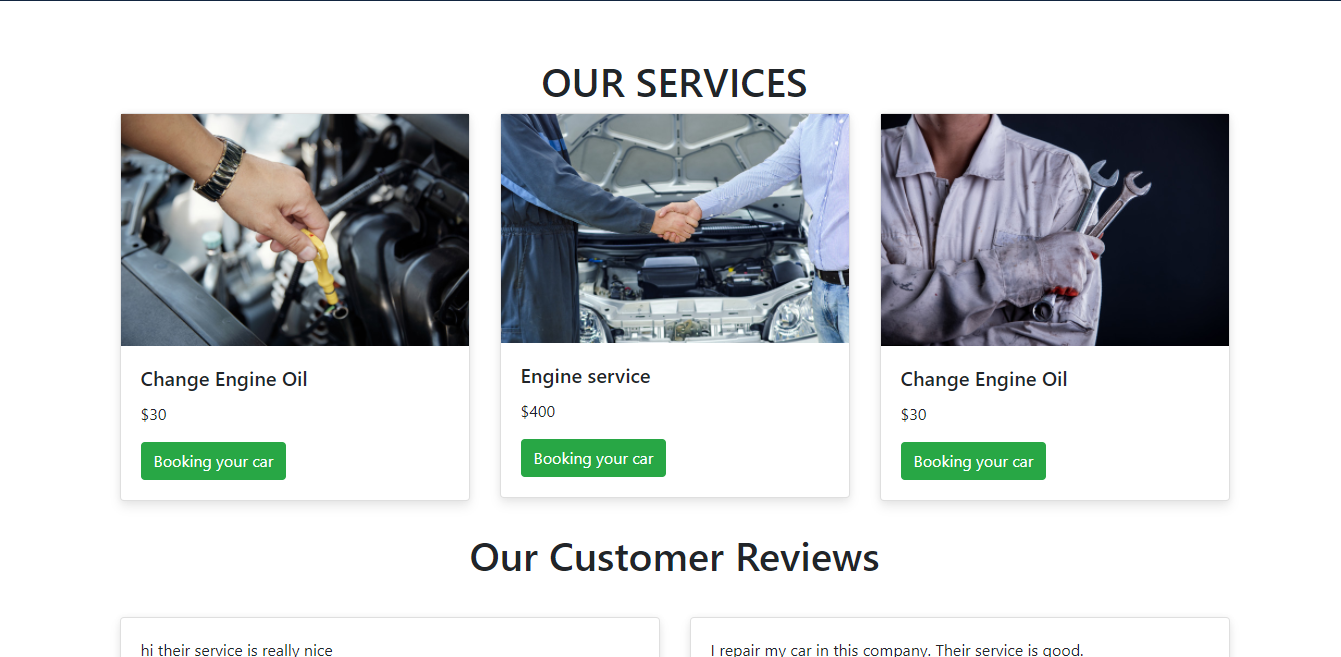 OUR SERVICES
Change Engine Oil
$30
Booking your car
Engine service
$400
Booking your car
Change Engine Oil
$30
Booking your car
Our Customer Reviews
hi their service is really nice
I repair my car in this company. Their service is good.